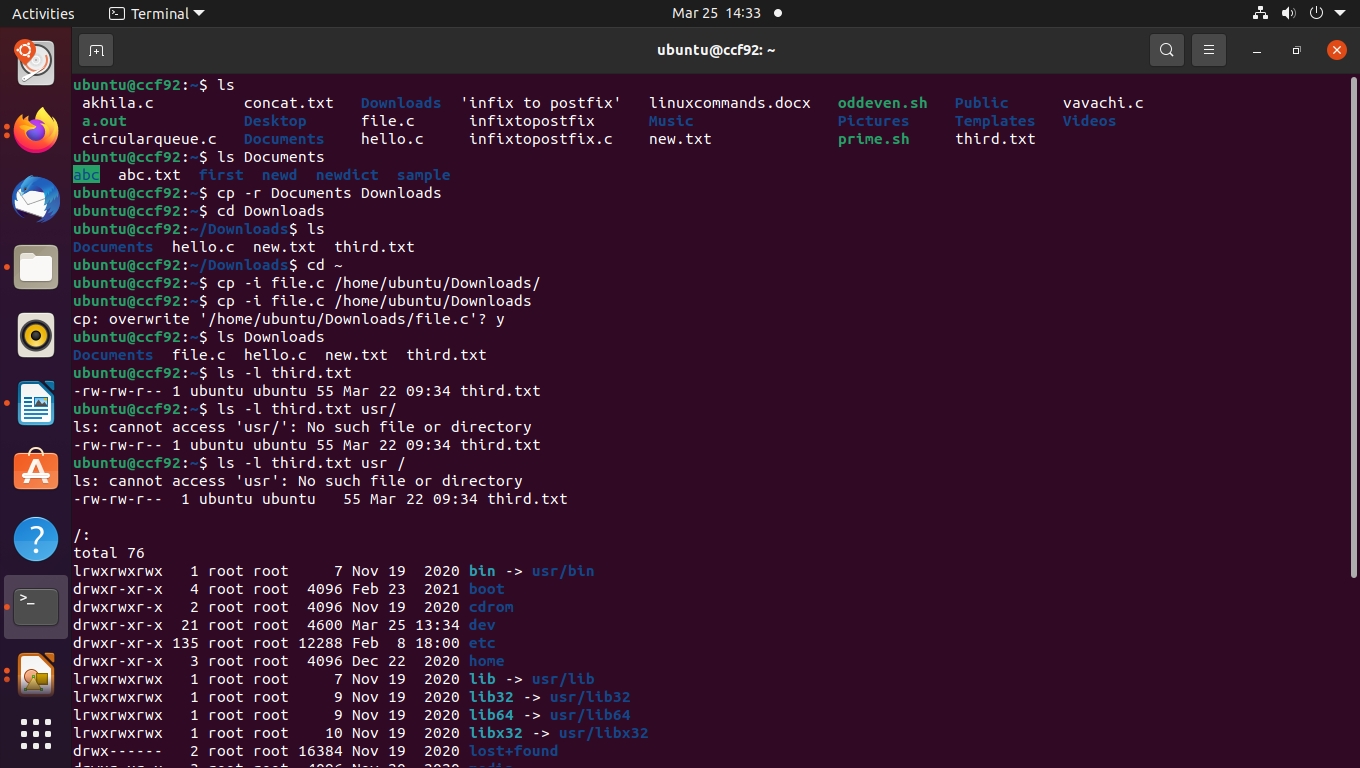 Activities Terminal Mar 25 14:33
ubuntu@ccf92: ~
ubuntu@ccf92:~$ ls
akhila.c concat.txt Downloads 'infix to postfix' linuxcommands.docx oddeven.sh Public vavachi.c
a.out Desktop file.c infixtopostfix Music Pictures Templates Videos
circularqueue.c Documents hello.c infixtopostfix.c new.txt prime.sh third.txt
ubuntu@ccf92:~$ ls Documents
abc abc.txt first newd newdict sample
ubuntu@ccf92:~$ cp -r Documents Downloads
ubuntu@ccf92:~$ cd Downloads
ubuntu@ccf92:~/Downloads$ ls
Documents hello.c new.txt third.txt
ubuntu@ccf92:~/Downloads$ cd ~
ubuntu@ccf92:~$ cp -i file.c /home/ubuntu/Downloads/
ubuntu@ccf92:~$ cp -i file.c /home/ubuntu/Downloads
cp: overwrite '/home/ubuntu/Downloads/file.c'? y
ubuntu@ccf92:~$ ls Downloads
Documents file.c hello.c new.txt third.txt
ubuntu@ccf92:~$ ls -l third.txt
-rw-rw-r-- 1 ubuntu ubuntu 55 Mar 22 09:34 third.txt
ubuntu@ccf92:~$ ls -l third.txt usr/
ls: cannot access 'usr/': No such file or directory
-rw-rw-r-- 1 ubuntu ubuntu 55 Mar 22 09:34 third.txt
ubuntu@ccf92:~$ ls -l third.txt usr /
ls: cannot access 'usr': No such file or directory
-rw-rw-r-- 1 ubuntu ubuntu 55 Mar 22 09:34 third.txt
/:
total 76
lrwxrwxrwx 1 root root 7 Nov 19 2020 bin -> usr/bin
drwxr-xr-x 4 root root 4096 Feb 23 2021 boot
drwxrwxr-x 2 root root 4096 Nov 19 2020 cdrom
drwxr-xr-x 21 root root 4600 Mar 25 13:34 dev
drwxr-xr-x 135 root root 12288 Feb 8 18:00 etc
drwxr-xr-x 3 root root 4096 Dec 22 2020 home
lrwxrwxrwx 1 root root 7 Nov 19 2020 lib -> usr/lib
lrwxrwxrwx 1 root root 9 Nov 19 2020 lib32 -> usr/lib32
lrwxrwxrwx 1 root root 9 Nov 19 2020 lib64 -> usr/lib64
lrwxrwxrwx 1 root root 10 Nov 19 2020 libx32 -> usr/libx32
drwx------ 2 root root 16384 Nov 19 2020 lost+found